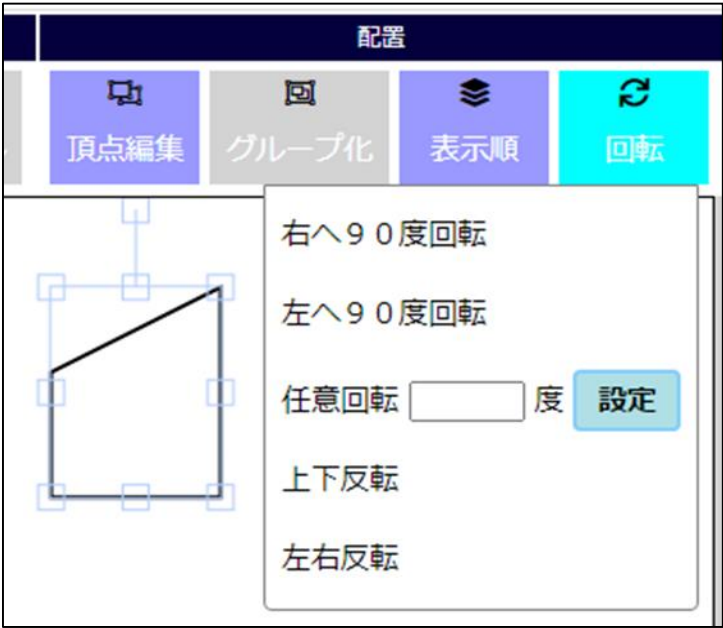 配置
頂点編集
グループ化
表示順
回転
右へ９０度回転
左へ９０度回転
任意回転 度 設定
上下反転
左右反転